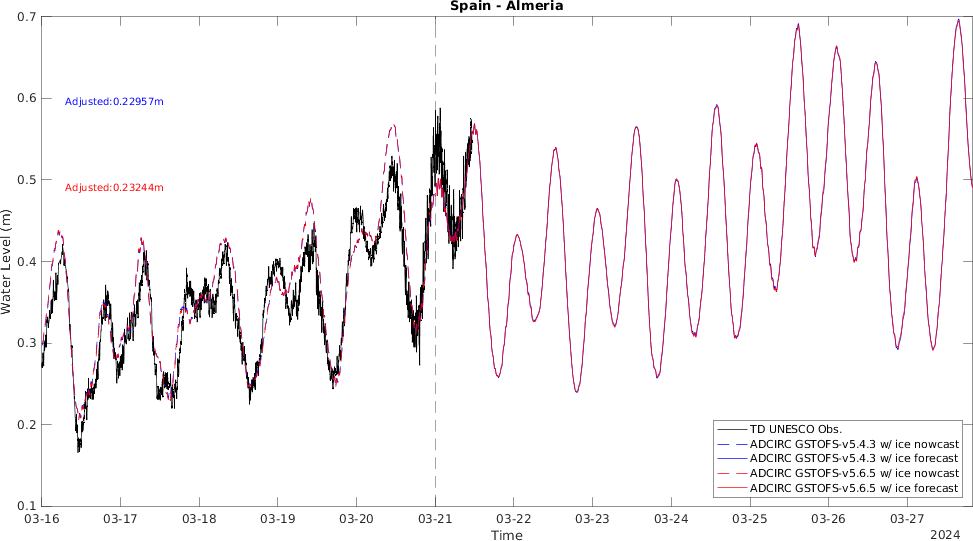 Spain - Almeria
0.7
0.6
0.5
0.4
0.3
0.2
0.1
Water Level (m)
Adjusted:0.22957m
Adjusted:0.23244m
TD UNESCO Obs.
ADCIRC GSTOFS-v5.4.3 w/ ice nowcast
ADCIRC GSTOFS-v5.4.3 w/ ice forecast
ADCIRC GSTOFS-v5.6.5 w/ ice nowcast
ADCIRC GSTOFS-v5.6.5 w/ ice forecast
03-16 03-17 03-18 03-19 03-20 03-21 03-22 03-23 03-24 03-25 03-26 03-27
Time
2024